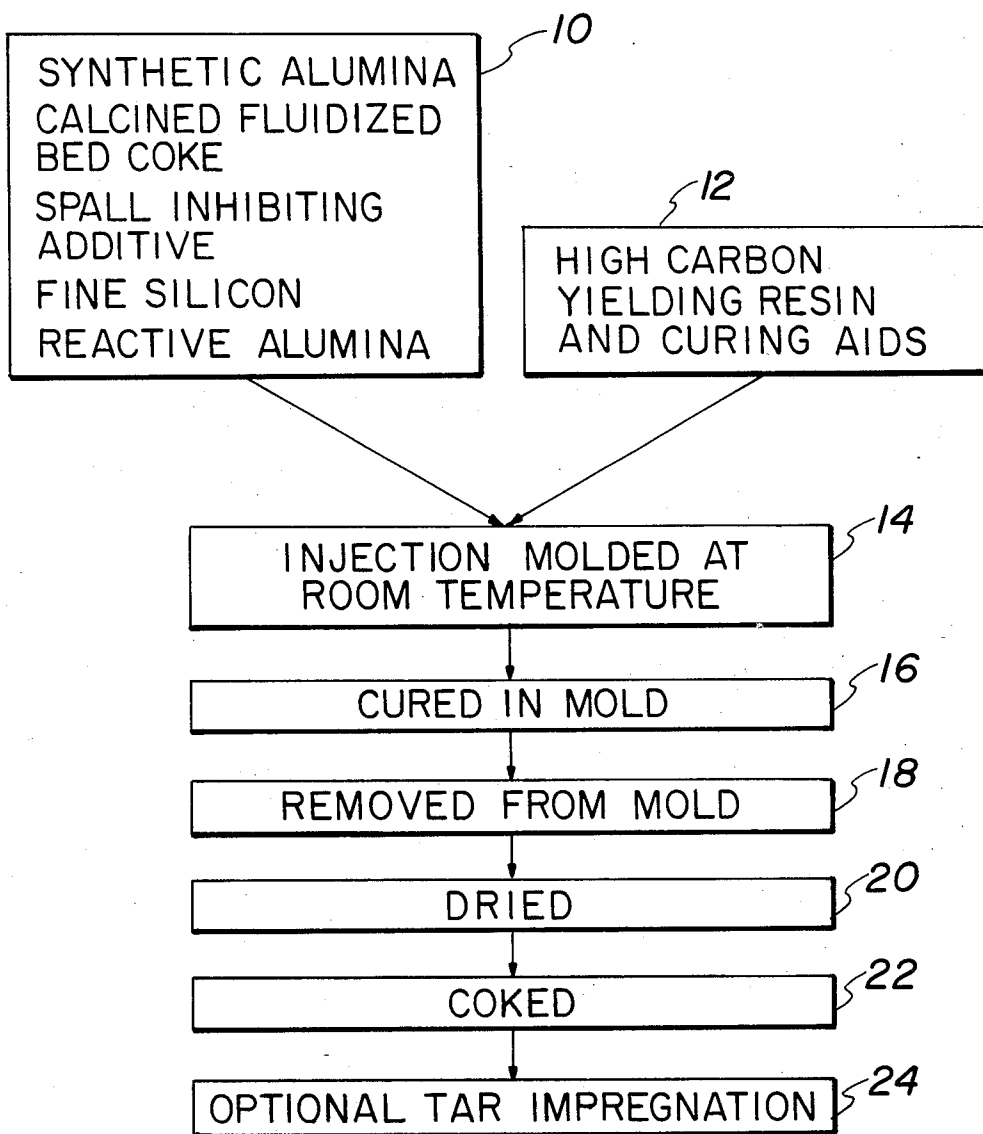 10
SYNTHETIC ALUMINA
CALCINED FLUIDIZED
BED COKE
SPALL INHIBITING
ADDITIVE
FINE SILICON
REACTIVE ALUMINA
12
HIGH CARBON
YIELDING RESIN
AND CURING AIDS
14
INJECTION MOLDED AT
ROOM TEMPERATURE
16
CURED IN MOLD
18
REMOVED FROM MOLD
20
DRIED
22
COKED
24
OPTIONAL TAR IMPREGNATION